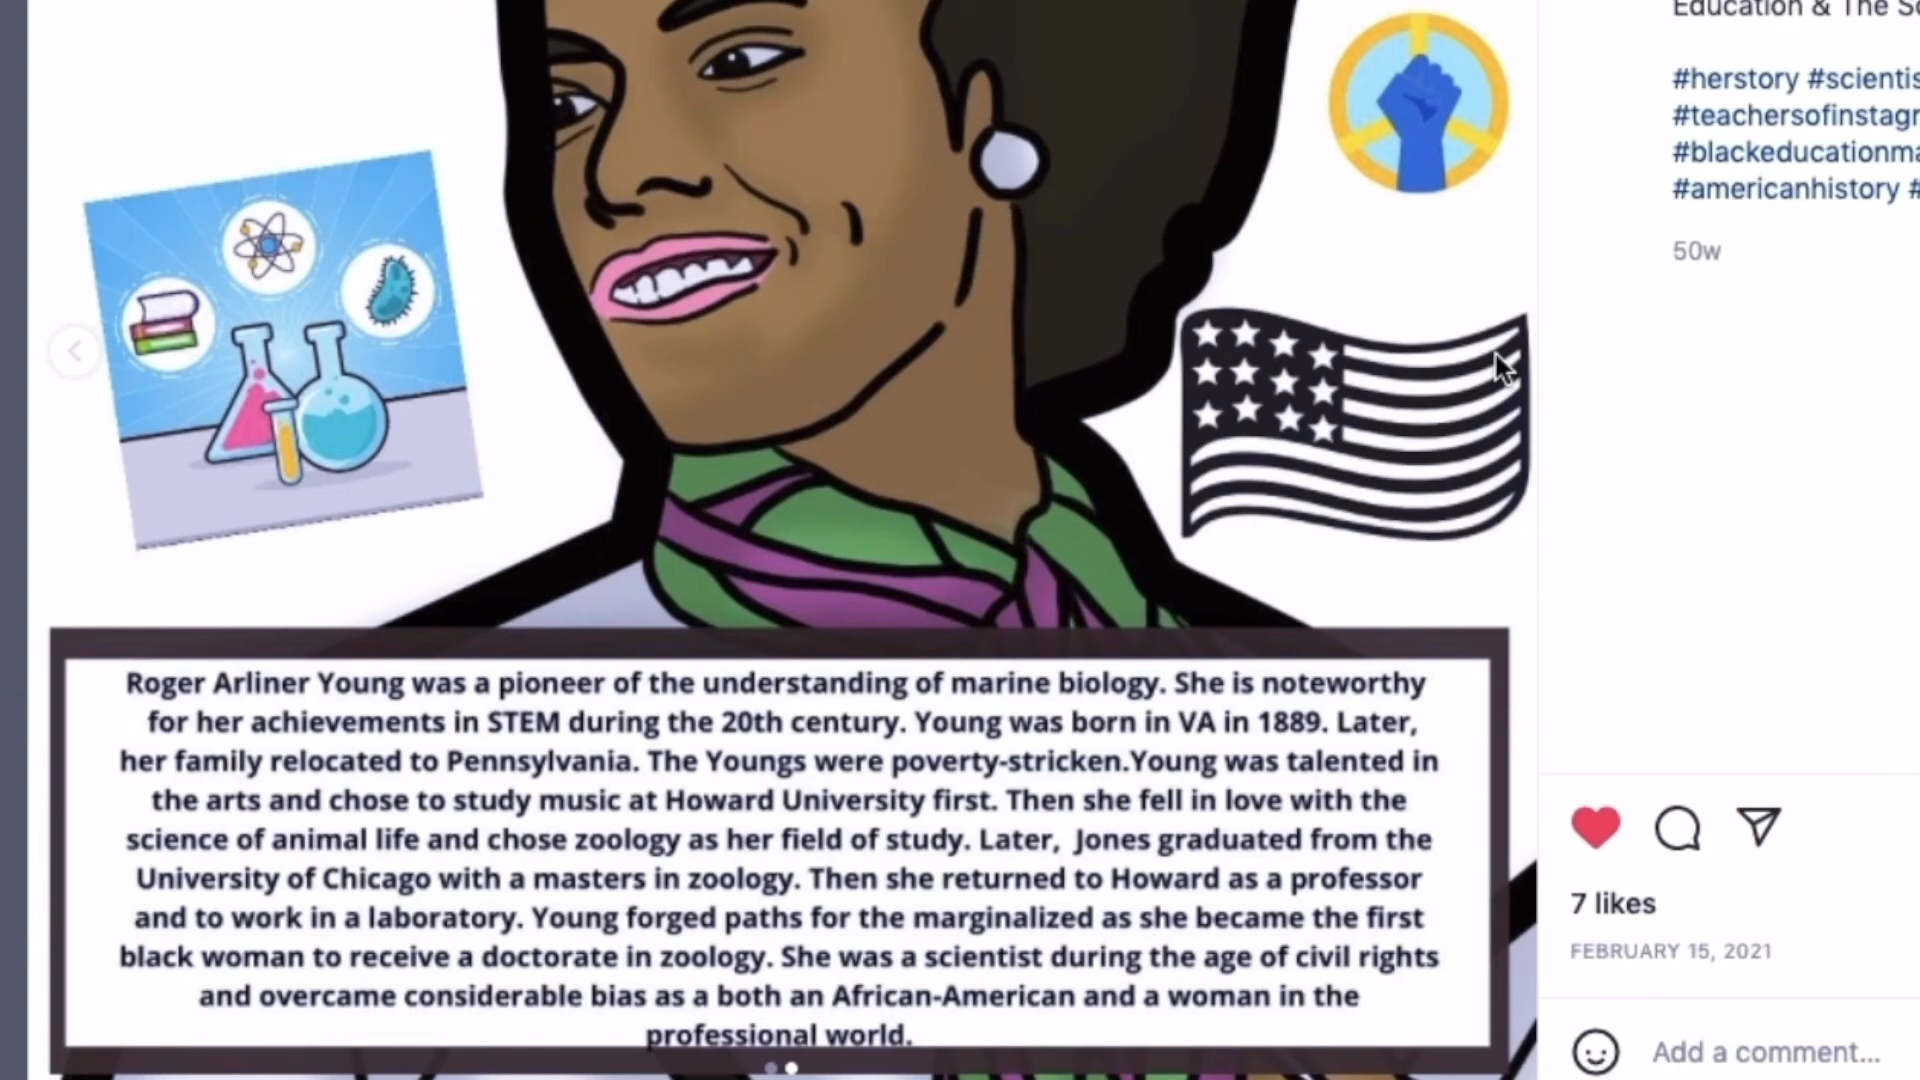 Roger Arliner Young was a pioneer of the understanding of marine biology. She is noteworthy
for her achievements in STEM during the 20th century. Young was born in VA in 1889. Later,
her family relocated to Pennsylvania. The Youngs were poverty-stricken.Young was talented in
the arts and chose to study music at Howard University first. Then she fell in love with the
science of animal life and chose zoology as her field of study. Later, Jones graduated from the
University of Chicago with a masters in zoology. Then she returned to Howard as a professor
and to work in a laboratory. Young forged paths for the marginalized as she became the first
black woman to receive a doctorate in zoology. She was a scientist during the age of civil rights
and overcame considerable bias as a both an African-American and a woman in the
professional world.
Education & The
#herstory #scientis
#teachersofinstagr
#blackeducationma
#americanhistory #
50w
7 likes
FEBRUARY 15, 2021
Add a comment...